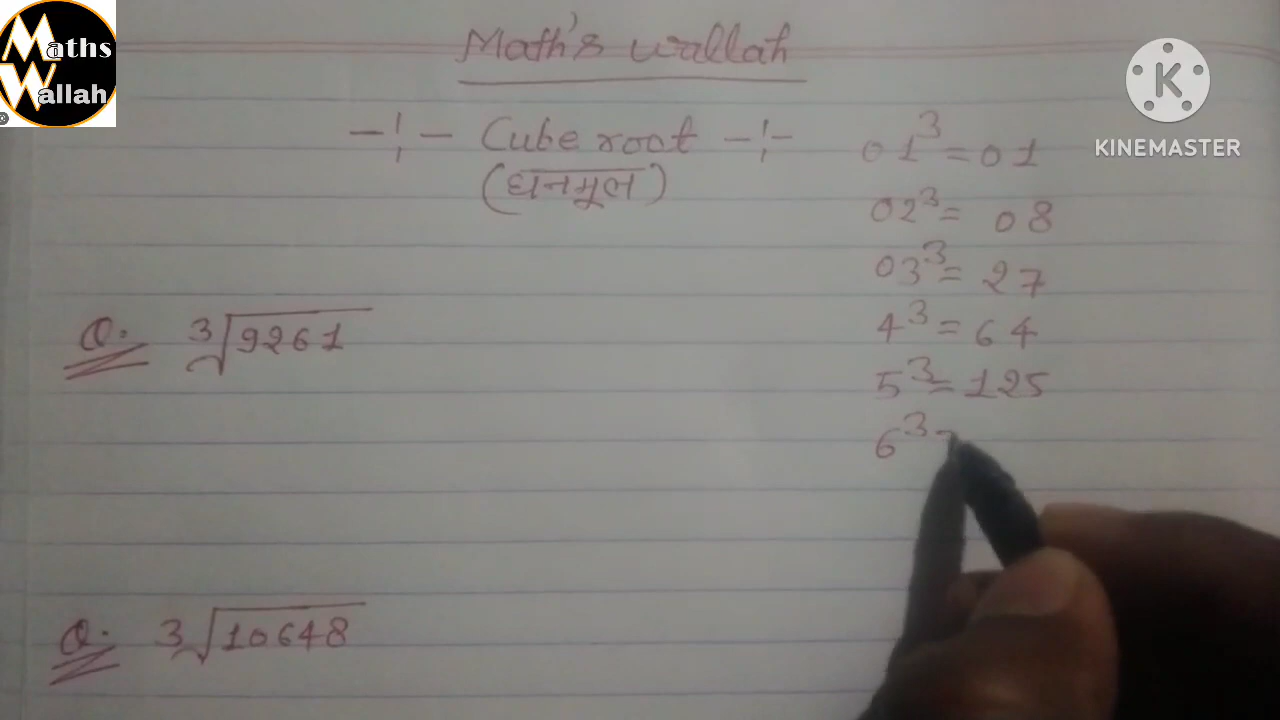 Maths
Wallah
©
Math's wallah
KINEMASTER
-¦- Cube root -¦-
(घनमूल)
01³ = 01
02³ = 08
03³ = 27
4³ = 64
5³ = 125
6³ =
Q. ³√9261
Q. ³√10648